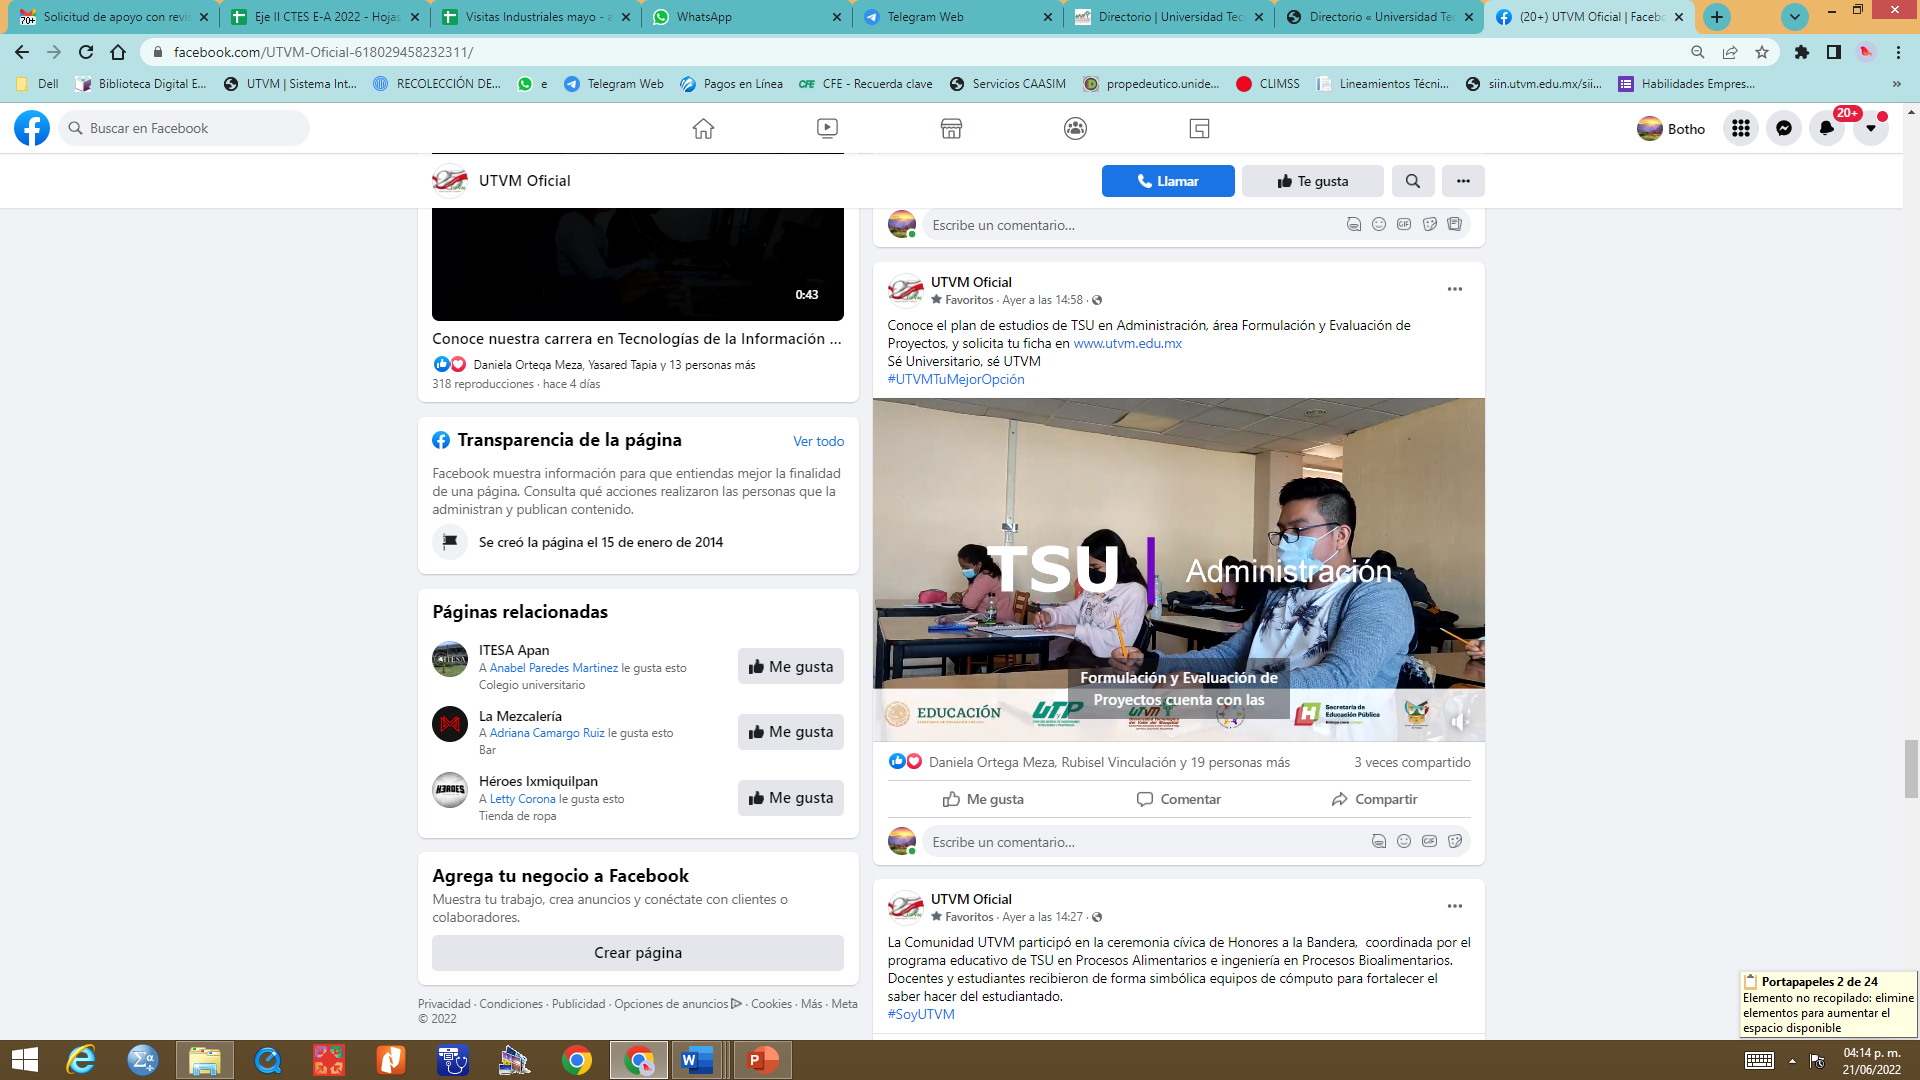 Solicitud de apoyo con revis
Eje II CTES E-A 2022 - Hojas
Visitas Industriales mayo - a
WhatsApp
Telegram Web
Directorio | Universidad Tec
Directorio « Universidad Te
(20+) UTVM Oficial | Facebo
facebook.com/UTVM-Oficial-618029458232311/
Dell
Biblioteca Digital E...
UTVM | Sistema Int...
RECOLECCIÓN DE...
e
Telegram Web
Pagos en Línea
CFE - Recuerda clave
Servicios CAASIM
propedeutico.unide...
CLIMSS
Lineamientos Técni...
siin.utvm.edu.mx/sii...
Habilidades Empres...
»
Buscar en Facebook
Botho
20+
UTVM Oficial
Llamar
Te gusta
0:43
Conoce nuestra carrera en Tecnologías de la Información ...
Daniela Ortega Meza, Yasared Tapia y 13 personas más
318 reproducciones · hace 4 días
Transparencia de la página
Ver todo
Facebook muestra información para que entiendas mejor la finalidad
de una página. Consulta qué acciones realizaron las personas que la
administran y publican contenido.
Se creó la página el 15 de enero de 2014
Páginas relacionadas
ITESA Apan
A Anabel Paredes Martinez le gusta esto
Colegio universitario
Me gusta
La Mezcalería
A Adriana Camargo Ruiz le gusta esto
Bar
Me gusta
HEROES
Héroes Ixmiquilpan
A Letty Corona le gusta esto
Tienda de ropa
Me gusta
Agrega tu negocio a Facebook
Muestra tu trabajo, crea anuncios y conéctate con clientes o
colaboradores.
Crear página
Privacidad · Condiciones · Publicidad · Opciones de anuncios · Cookies · Más · Meta
© 2022
Escribe un comentario...
UTVM Oficial
Favoritos · Ayer a las 14:58 ·
Conoce el plan de estudios de TSU en Administración, área Formulación y Evaluación de
Proyectos, y solicita tu ficha en www.utvm.edu.mx
Sé Universitario, sé UTVM
#UTVMTuMejorOpción
TSU | Administración
Formulación y Evaluación de
Proyectos cuenta con las
EDUCACIÓN
UTP
UTVM
Secretaría de
Educación Pública
Daniela Ortega Meza, Rubisel Vinculación y 19 personas más
3 veces compartido
Me gusta
Comentar
Compartir
Escribe un comentario...
UTVM Oficial
Favoritos · Ayer a las 14:27 ·
La Comunidad UTVM participó en la ceremonia cívica de Honores a la Bandera, coordinada por el
programa educativo de TSU en Procesos Alimentarios e ingeniería en Procesos Bioalimentarios.
Docentes y estudiantes recibieron de forma simbólica equipos de cómputo para fortalecer el
saber hacer del estudiantado.
#SoyUTVM
Portapapeles 2 de 24
Elemento no recopilado: elimine
elementos para aumentar el
espacio disponible
04:14 p. m.
21/06/2022